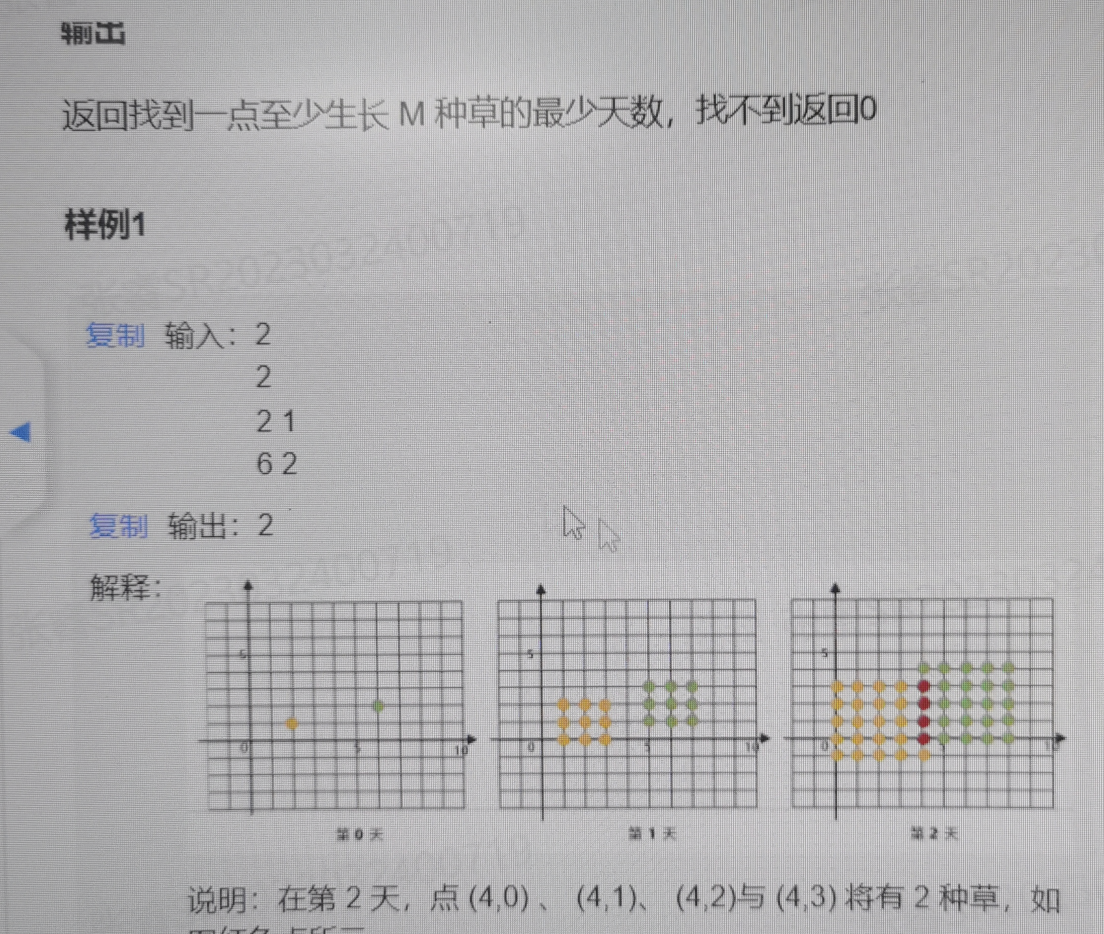 输出
返回找到一点至少生长 M 种草的最少天数，找不到返回0
样例1
复制 输入：2
2
2 1
6 2
复制 输出：2
解释：
5 5 5
0 5 10 0 5 10 0
第 0 天 第 1 天 第 2 天
说明：在第 2 天，点 (4,0) 、 (4,1)、 (4,2)与 (4,3) 将有 2 种草，如